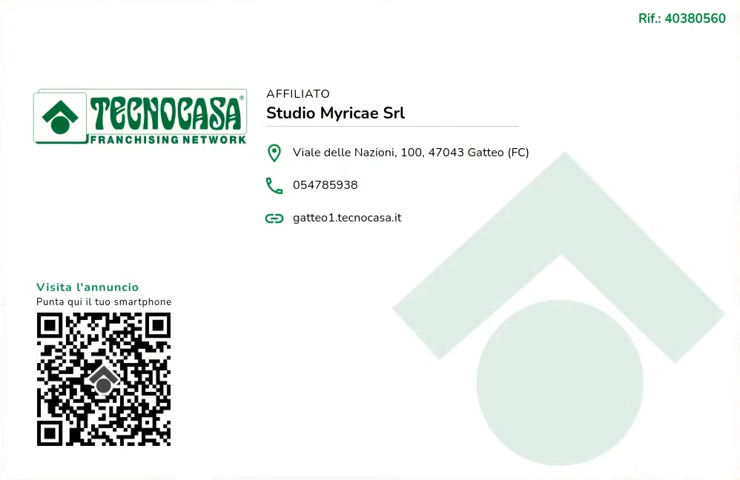 Rif.: 40380560
TECNOCASA®
FRANCHISING NETWORK
AFFILIATO
Studio Myricae Srl
Viale delle Nazioni, 100, 47043 Gatteo (FC)
054785938
gatteo1.tecnocasa.it
Visita l'annuncio
Punta qui il tuo smartphone